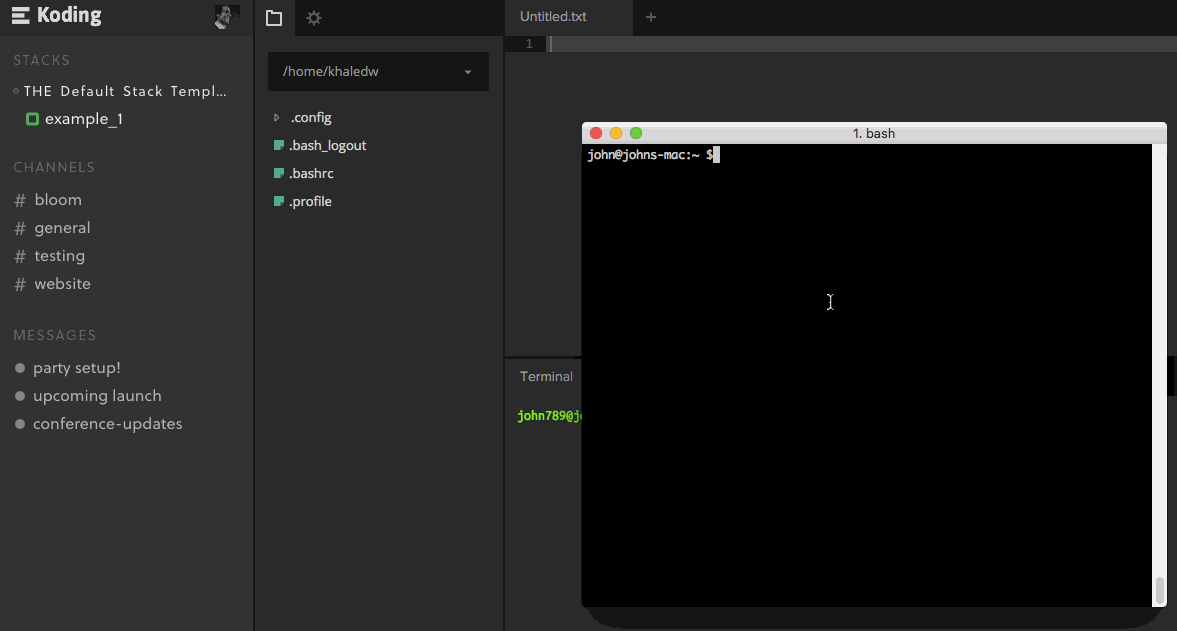 Koding
STACKS
THE Default Stack Templ...
example_1
CHANNELS
# bloom
# general
# testing
# website
MESSAGES
party setup!
upcoming launch
conference-updates
/home/khaledw
.config
.bash_logout
.bashrc
.profile
Untitled.txt
+
1
Terminal
john789@jo
1. bash
john@johns-mac:~ $